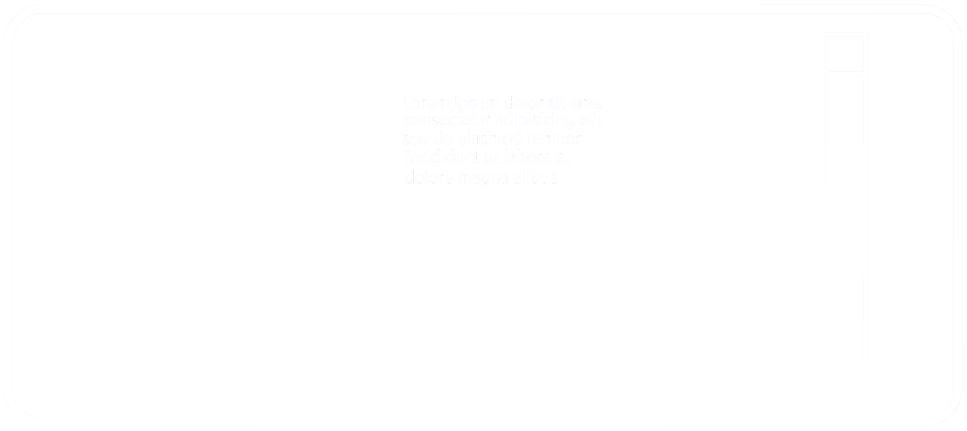 Lorem ipsum dolor sit amet
consectetur adipiscing elit
sed do eiusmod tempor
incididunt ut labore et
dolore magna aliqua